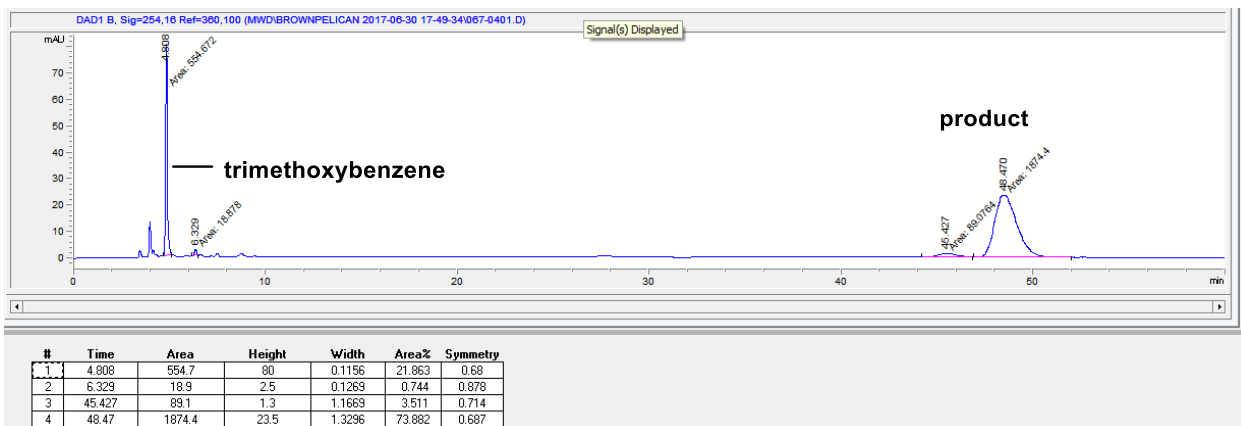 DAD1 B, Sig=254,16 Ref=360,100 (MWD\BROWNPELICAN 2017-06-30 17-49-34\067-0401.D)
Signal(s) Displayed
mAU
4.808
Area: 554.672
70
60
50
40
30
20
10
0
trimethoxybenzene
6.329
Area: 18.878
product
45.427
Area: 89.0764
48.470
Area: 1874.4
0 10 20 30 40 50 min
# Time Area Height Width Area% Symmetry
1 4.808 554.7 80 0.1156 21.863 0.68
2 6.329 18.9 2.5 0.1269 0.744 0.878
3 45.427 89.1 1.3 1.1669 3.511 0.714
4 48.47 1874.4 23.5 1.3296 73.882 0.687